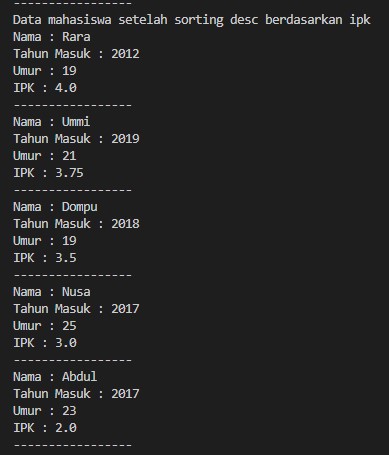 -----------------
Data mahasiswa setelah sorting desc berdasarkan ipk
Nama : Rara
Tahun Masuk : 2012
Umur : 19
IPK : 4.0
-----------------
Nama : Ummi
Tahun Masuk : 2019
Umur : 21
IPK : 3.75
-----------------
Nama : Dompu
Tahun Masuk : 2018
Umur : 19
IPK : 3.5
-----------------
Nama : Nusa
Tahun Masuk : 2017
Umur : 25
IPK : 3.0
-----------------
Nama : Abdul
Tahun Masuk : 2017
Umur : 23
IPK : 2.0
-----------------